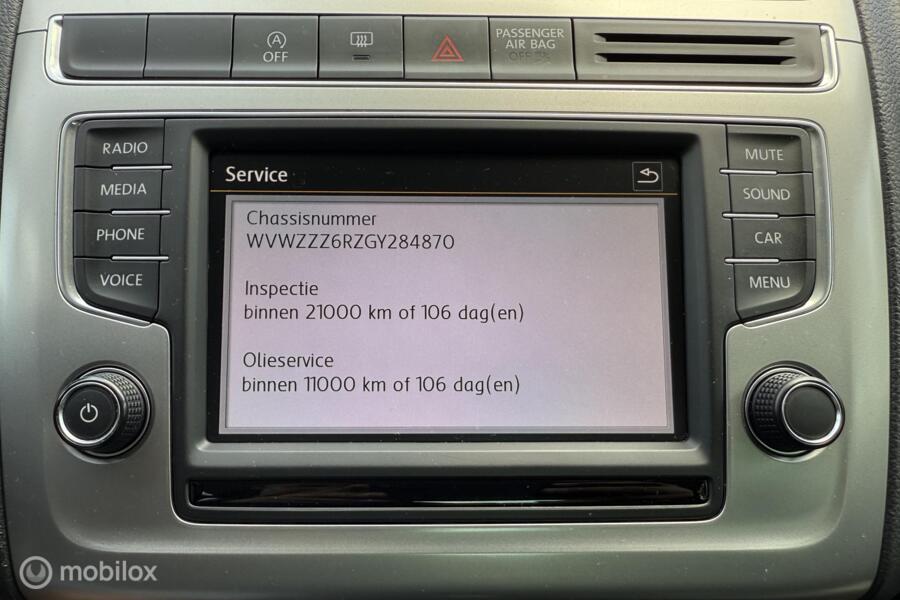 A OFF
PASSENGER
AIR BAG
OFF
RADIO
MEDIA
PHONE
VOICE
Service
Chassisnummer
WVWZZZ6RZGY284870
Inspectie
binnen 21000 km of 106 dag(en)
Olieservice
binnen 11000 km of 106 dag(en)
MUTE
SOUND
CAR
MENU
mobilox